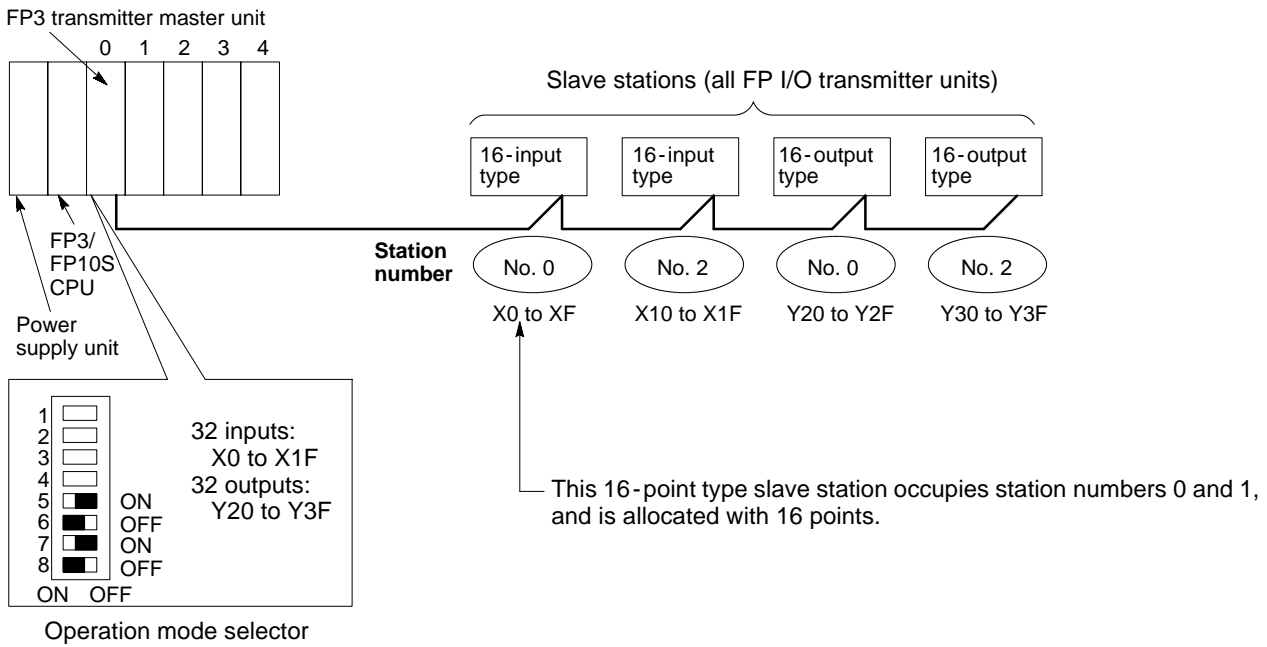 FP3 transmitter master unit
0 1 2 3 4
Slave stations (all FP I/O transmitter units)
16-input
type
16-input
type
16-output
type
16-output
type
FP3/
FP10S
CPU
Station
number
No. 0
No. 2
No. 0
No. 2
X0 to XF
X10 to X1F
Y20 to Y2F
Y30 to Y3F
Power
supply unit
1
2
3
4
5 ON
6 OFF
7 ON
8 OFF
ON OFF
32 inputs:
X0 to X1F
32 outputs:
Y20 to Y3F
This 16-point type slave station occupies station numbers 0 and 1,
and is allocated with 16 points.
Operation mode selector